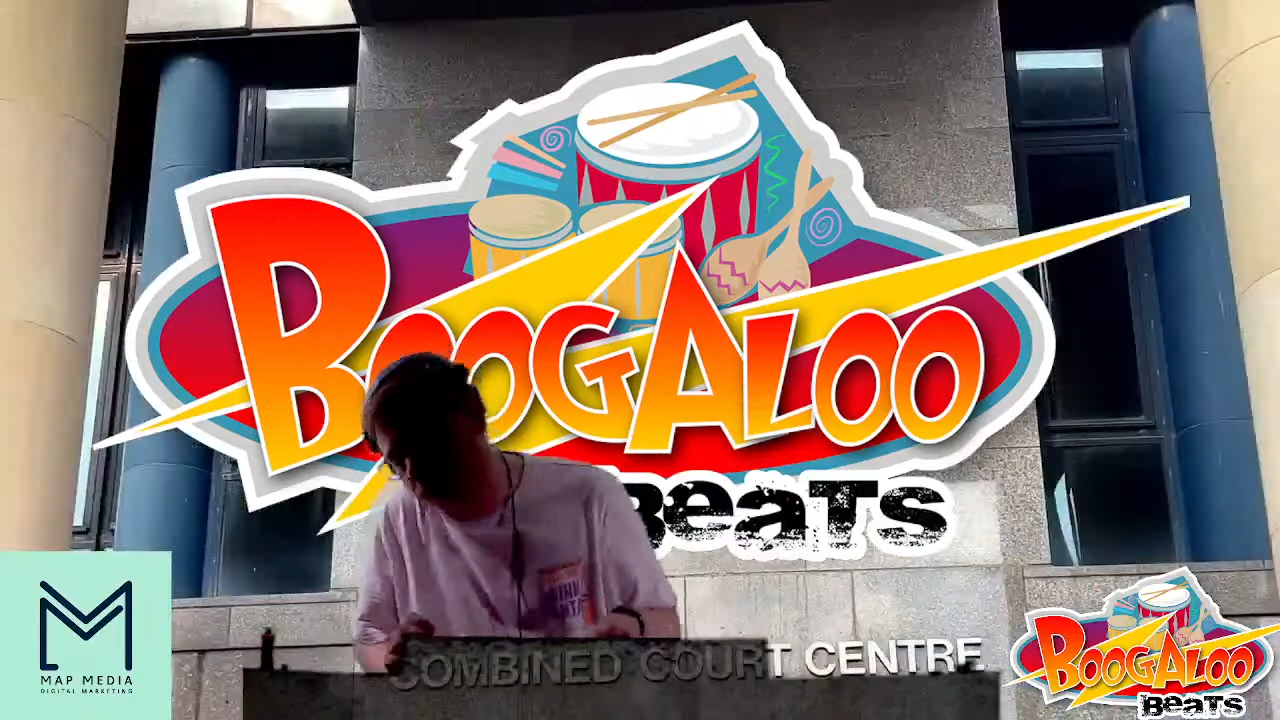 BOOGALOO
BEATS
COMBINED COURT CENTRE
MAP MEDIA
DIGITAL MARKETING
BOOGALOO
BEATS